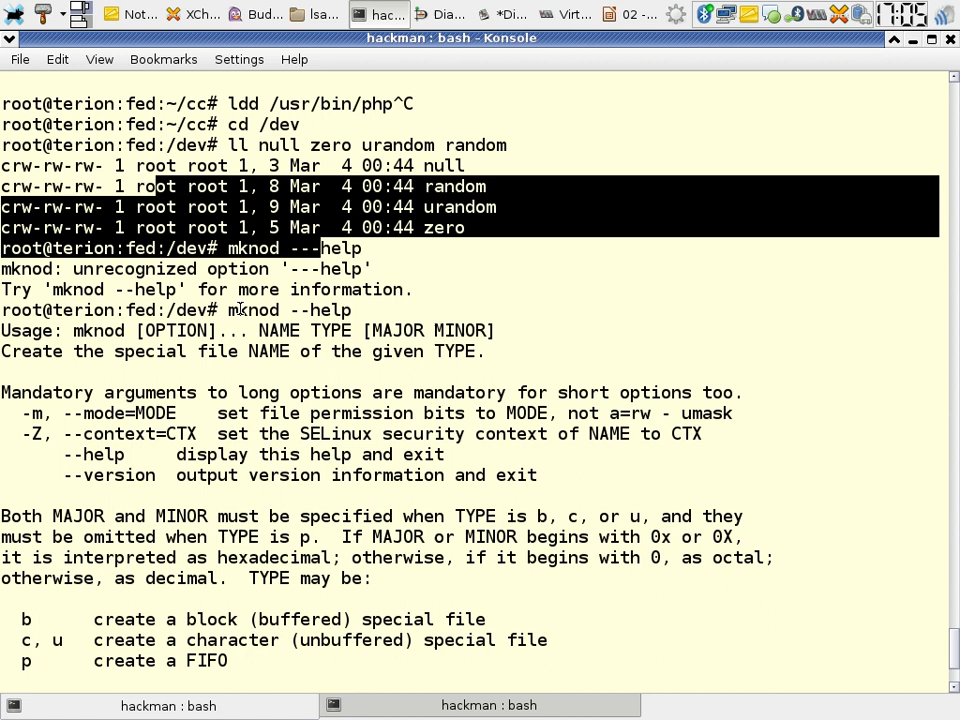 Not...
XCh...
Bud...
lsa...
hac...
Dia...
*Di...
Virt...
02 -...
17:05
hackman : bash - Konsole
File Edit View Bookmarks Settings Help
root@terion:fed:~/cc# ldd /usr/bin/php^C
root@terion:fed:~/cc# cd /dev
root@terion:fed:/dev# ll null zero urandom random
crw-rw-rw- 1 root root 1, 3 Mar  4 00:44 null
crw-rw-rw- 1 root root 1, 8 Mar  4 00:44 random
crw-rw-rw- 1 root root 1, 9 Mar  4 00:44 urandom
crw-rw-rw- 1 root root 1, 5 Mar  4 00:44 zero
root@terion:fed:/dev# mknod ---help
mknod: unrecognized option '---help'
Try 'mknod --help' for more information.
root@terion:fed:/dev# mknod --help
Usage: mknod [OPTION]... NAME TYPE [MAJOR MINOR]
Create the special file NAME of the given TYPE.
Mandatory arguments to long options are mandatory for short options too.
  -m, --mode=MODE    set file permission bits to MODE, not a=rw - umask
  -Z, --context=CTX  set the SELinux security context of NAME to CTX
      --help     display this help and exit
      --version  output version information and exit
Both MAJOR and MINOR must be specified when TYPE is b, c, or u, and they
must be omitted when TYPE is p.  If MAJOR or MINOR begins with 0x or 0X,
it is interpreted as hexadecimal; otherwise, if it begins with 0, as octal;
otherwise, as decimal.  TYPE may be:
  b      create a block (buffered) special file
  c, u   create a character (unbuffered) special file
  p      create a FIFO
hackman : bash
hackman : bash